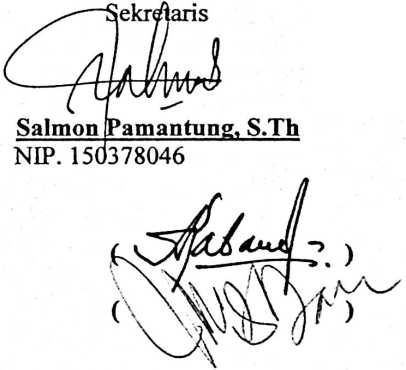 Sekretaris
Salmon Pamantung, S.Th
NIP. 150378046
( )
( )